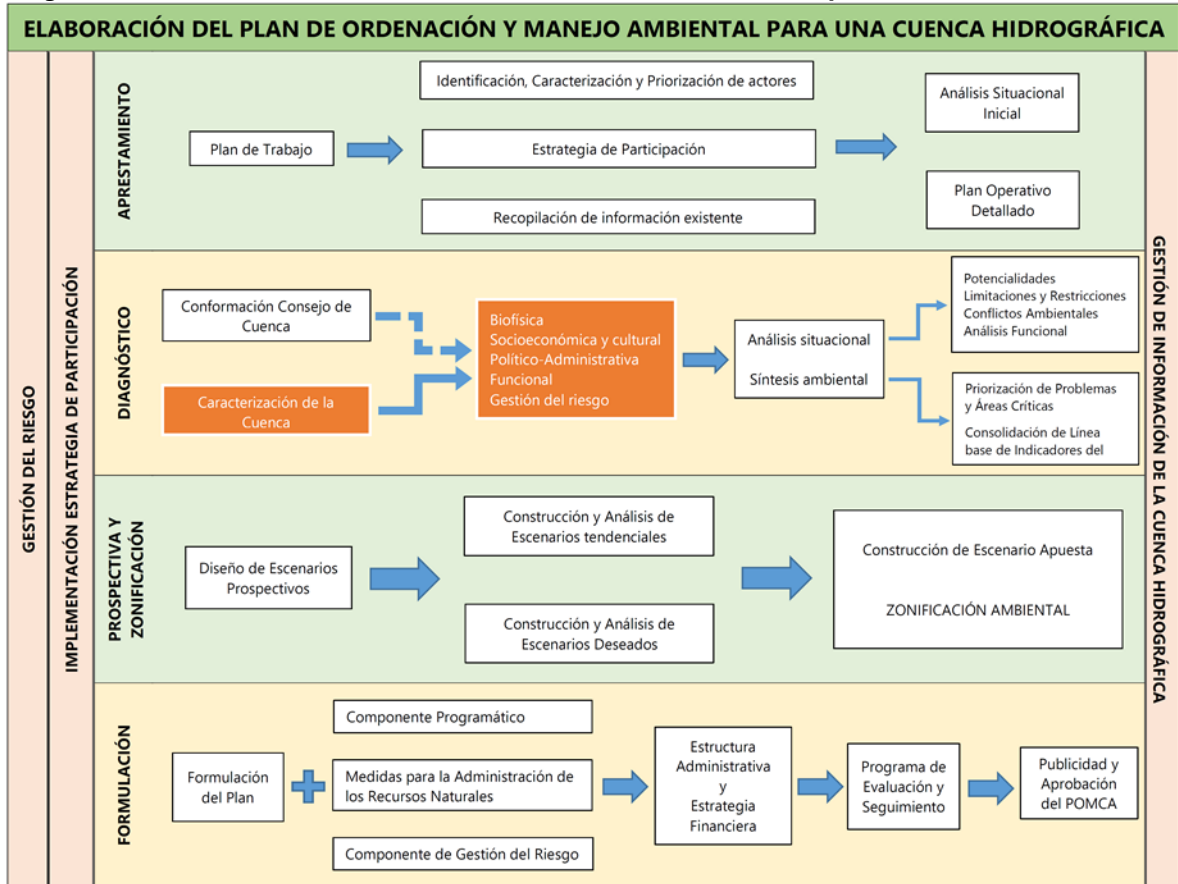 ELABORACIÓN DEL PLAN DE ORDENACIÓN Y MANEJO AMBIENTAL PARA UNA CUENCA HIDROGRÁFICA
GESTIÓN DEL RIESGO
IMPLEMENTACIÓN ESTRATEGIA DE PARTICIPACIÓN
APRESTAMIENTO
Plan de Trabajo
Identificación, Caracterización y Priorización de actores
Estrategia de Participación
Recopilación de información existente
Análisis Situacional
Inicial
Plan Operativo
Detallado
DIAGNÓSTICO
Conformación Consejo de
Cuenca
Caracterización de la
Cuenca
Biofísica
Socioeconómica y cultural
Político-Administrativa
Funcional
Gestión del riesgo
Análisis situacional
Síntesis ambiental
Potencialidades
Limitaciones y Restricciones
Conflictos Ambientales
Análisis Funcional
Priorización de Problemas
y Áreas Críticas
Consolidación de Línea
base de Indicadores del
PROSPECTIVA Y
ZONIFICACIÓN
Diseño de Escenarios
Prospectivos
Construcción y Análisis de
Escenarios tendenciales
Construcción y Análisis de
Escenarios Deseados
Construcción de Escenario Apuesta
ZONIFICACIÓN AMBIENTAL
FORMULACIÓN
Formulación
del Plan
Componente Programático
Medidas para la Administración de
los Recursos Naturales
Componente de Gestión del Riesgo
Estructura
Administrativa
y
Estrategia
Financiera
Programa de
Evaluación y
Seguimiento
Publicidad y
Aprobación
del POMCA
GESTIÓN DE INFORMACIÓN DE LA CUENCA HIDROGRÁFICA